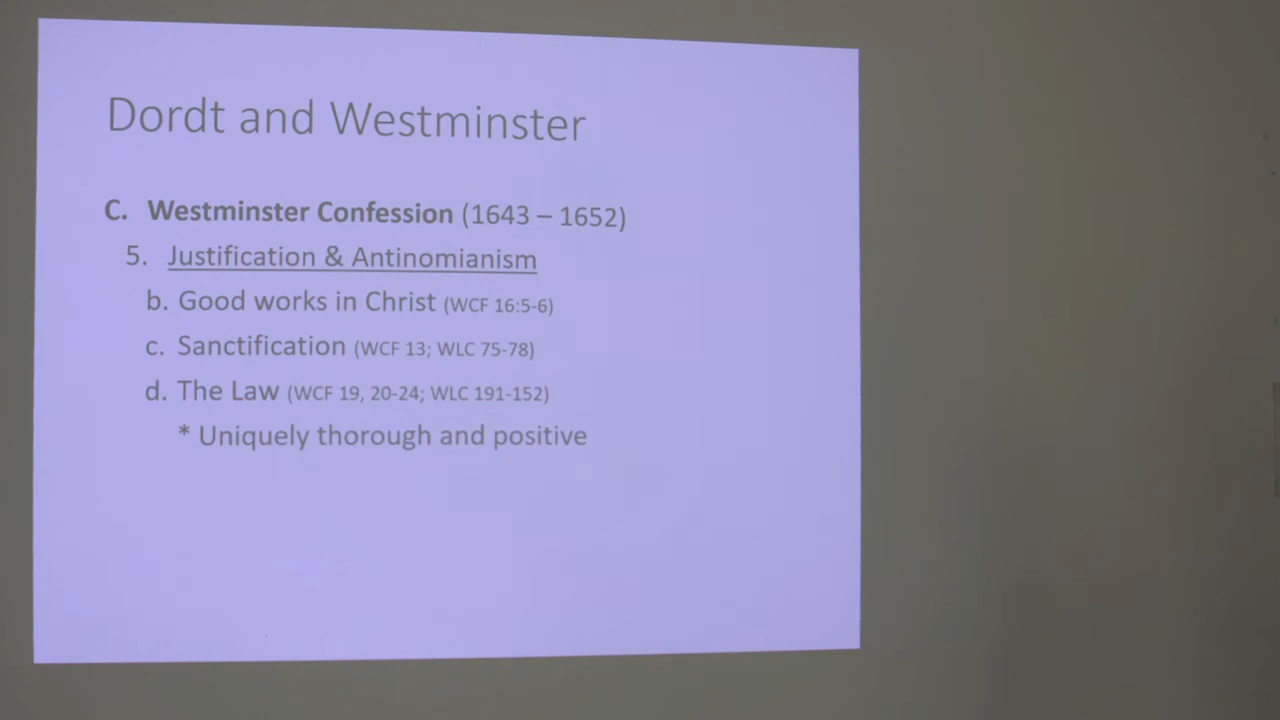 Dordt and Westminster
C. Westminster Confession (1643 – 1652)
5. Justification & Antinomianism
b. Good works in Christ (WCF 16:5-6)
c. Sanctification (WCF 13; WLC 75-78)
d. The Law (WCF 19, 20-24; WLC 191-152)
* Uniquely thorough and positive